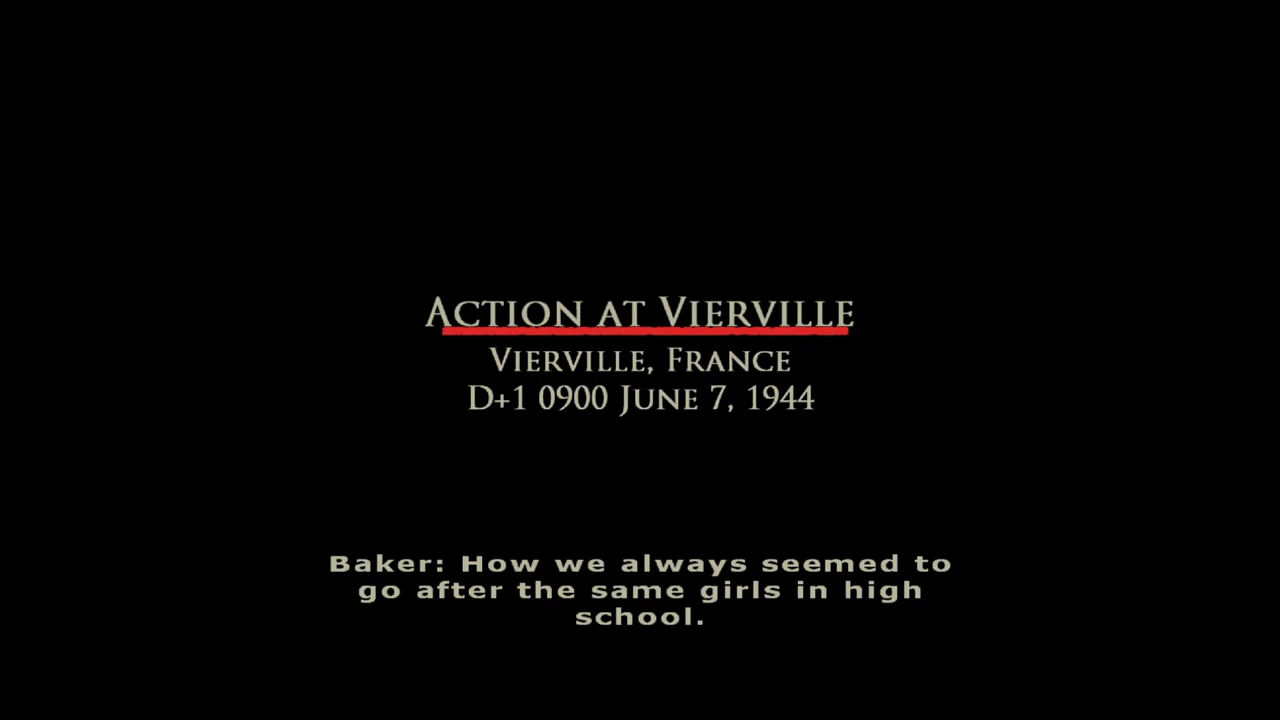 Action at Vierville
Vierville, France
D+1 0900 June 7, 1944
Baker: How we always seemed to
go after the same girls in high
school.